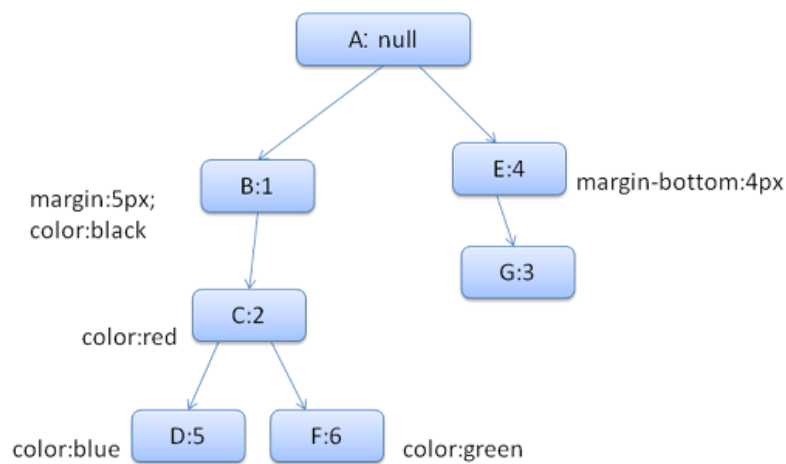 A: null
B:1
E:4
margin:5px;
color:black
margin-bottom:4px
G:3
C:2
color:red
D:5
F:6
color:blue
color:green